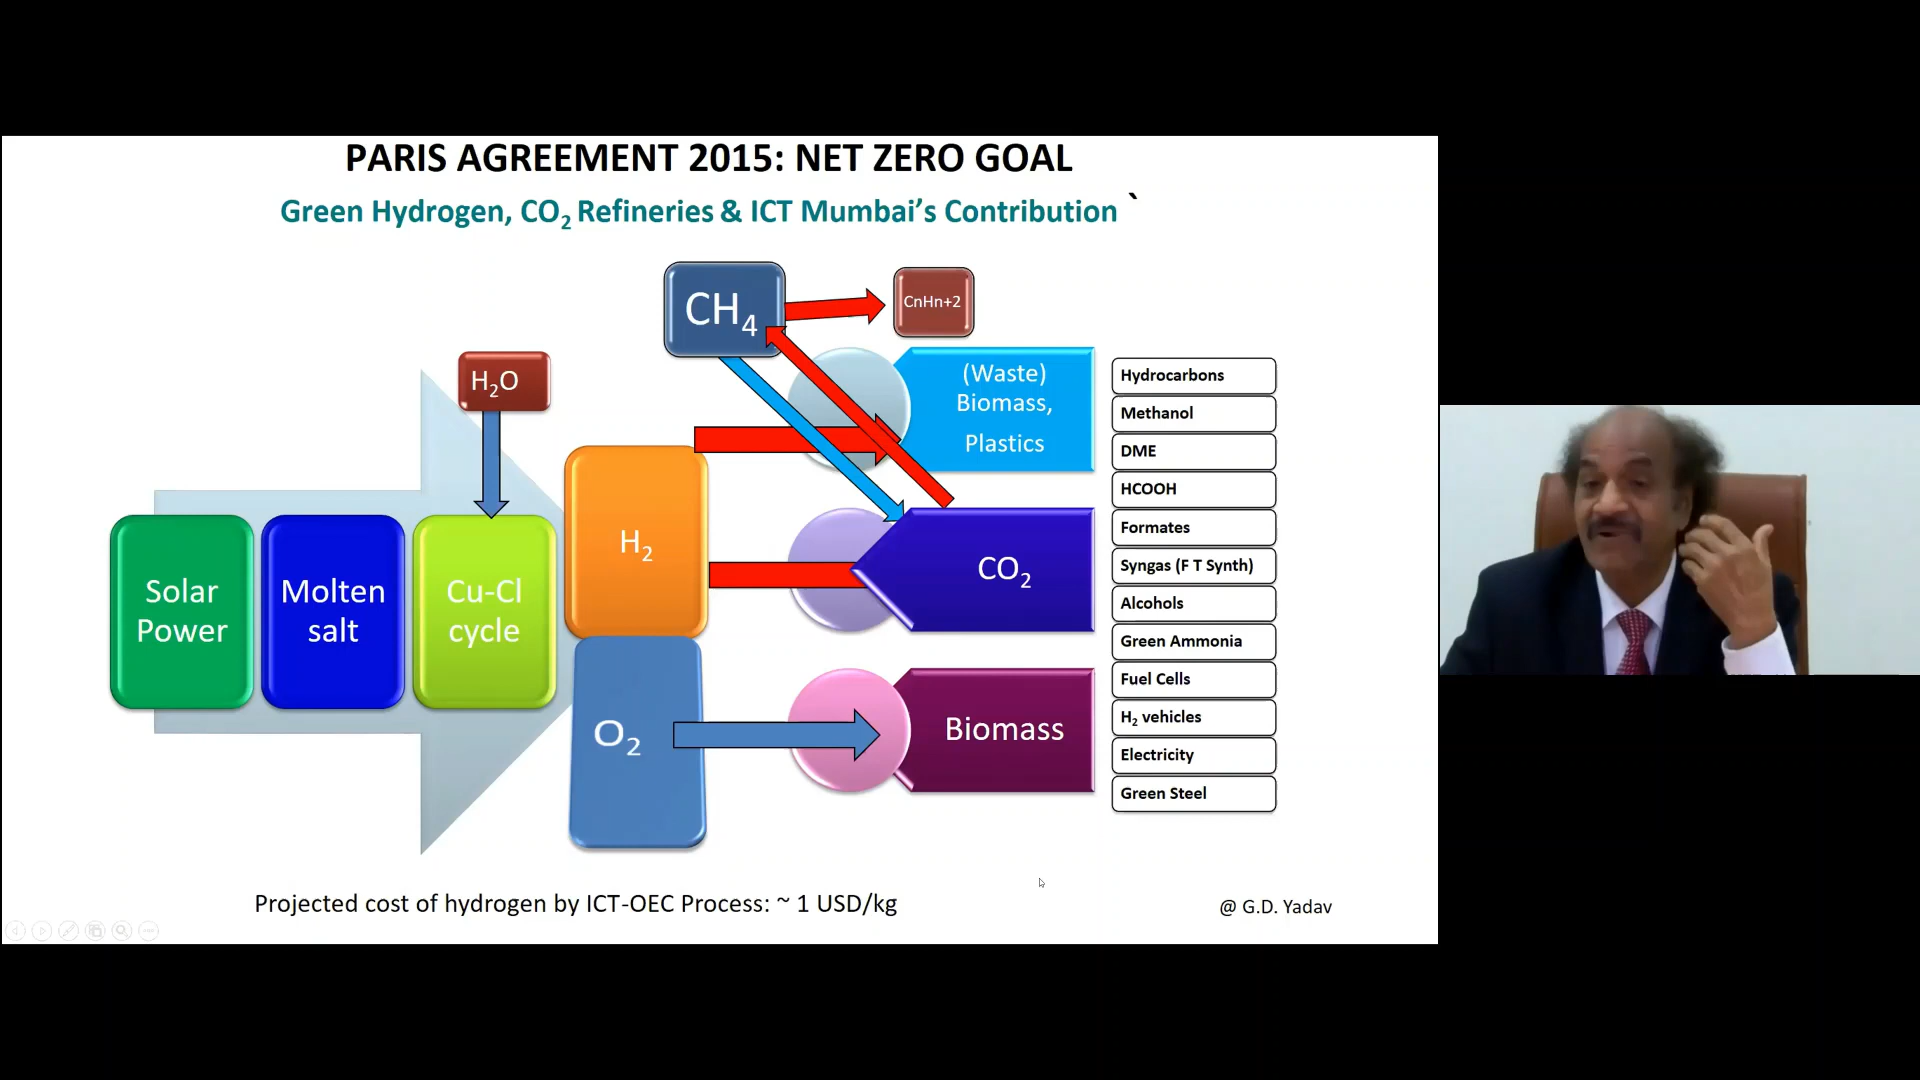 PARIS AGREEMENT 2015: NET ZERO GOAL
Green Hydrogen, CO2 Refineries & ICT Mumbai's Contribution `
CH4
CnHn+2
H2O
(Waste)
Biomass,
Plastics
H2
CO2
Solar
Power
Molten
salt
Cu-Cl
cycle
O2
Biomass
Hydrocarbons
Methanol
DME
HCOOH
Formates
Syngas (F T Synth)
Alcohols
Green Ammonia
Fuel Cells
H2 vehicles
Electricity
Green Steel
Projected cost of hydrogen by ICT-OEC Process: ~ 1 USD/kg
@ G.D. Yadav